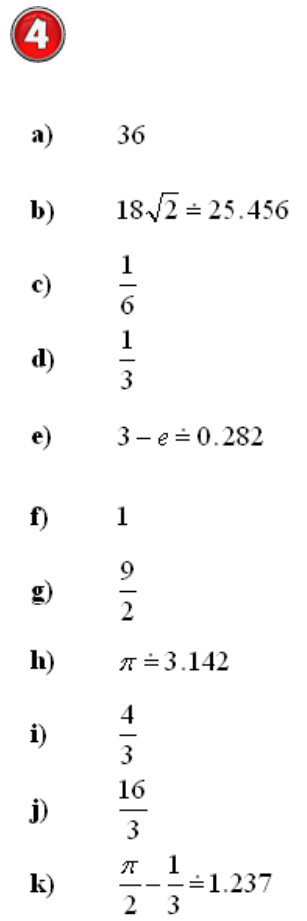 4
a) 36
b) 18√2 ≐ 25.456
c) 1/6
d) 1/3
e) 3 − e ≐ 0.282
f) 1
g) 9/2
h) π ≐ 3.142
i) 4/3
j) 16/3
k) π/2 − 1/3 ≐ 1.237